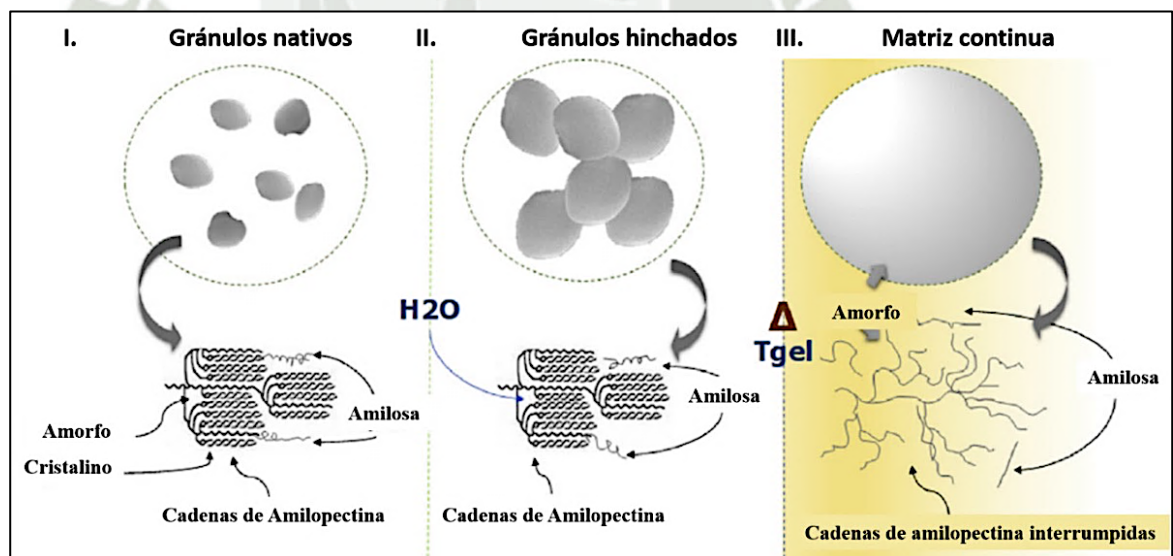 I. Gránulos nativos
II. Gránulos hinchados
III. Matriz continua
Amorfo
Cristalino
Amilosa
Cadenas de Amilopectina
H2O
Amilosa
Cadenas de Amilopectina
Δ
Tgel
Amorfo
Amilosa
Cadenas de amilopectina interrumpidas